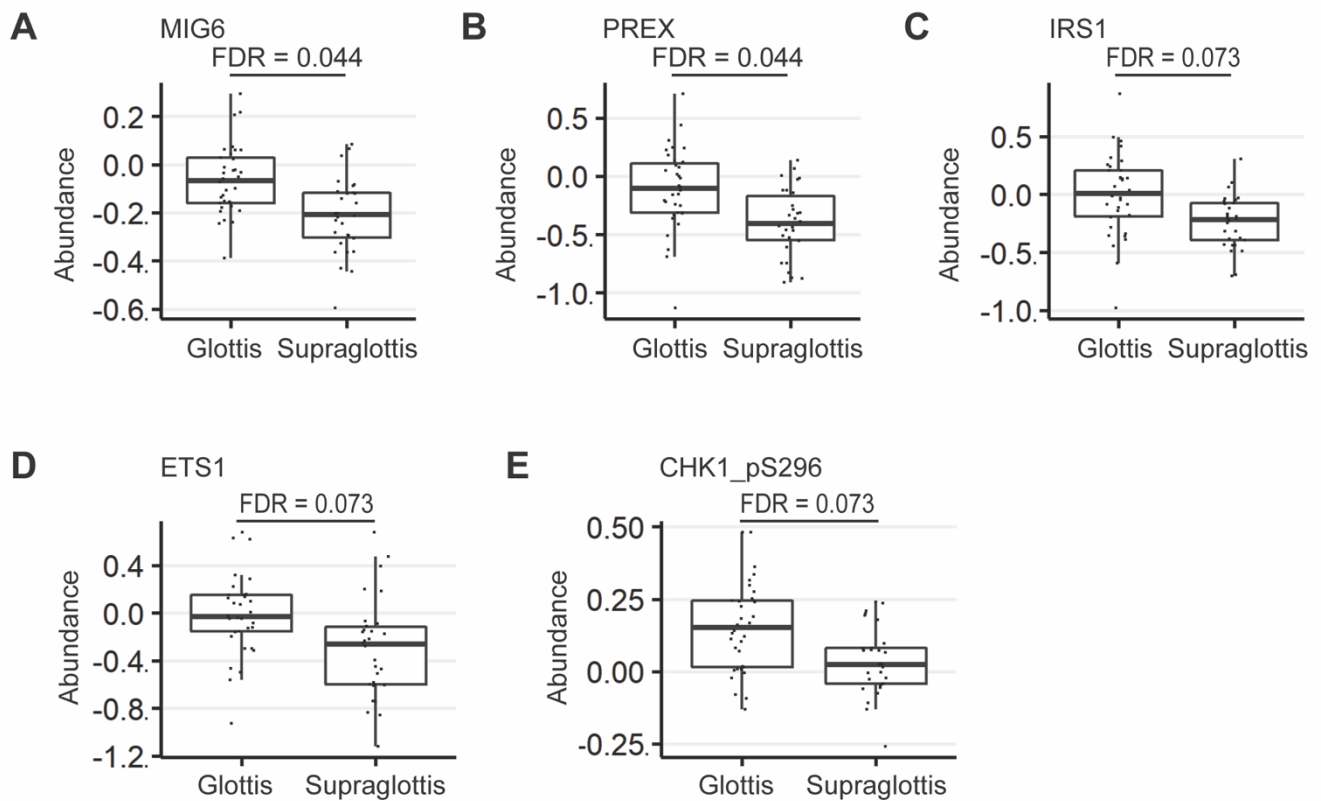 A MIG6
FDR = 0.044
Abundance
0.2
0.0
-0.2
-0.4.
-0.6.
Glottis Supraglottis
B PREX
FDR = 0.044
Abundance
0.5
0.0
-0.5
-1.0.
Glottis Supraglottis
C IRS1
FDR = 0.073
Abundance
0.5
0.0
-0.5
-1.0.
Glottis Supraglottis
D ETS1
FDR = 0.073
Abundance
0.4
0.0
-0.4
-0.8.
-1.2.
Glottis Supraglottis
E CHK1_pS296
FDR = 0.073
Abundance
0.50
0.25
0.00
-0.25.
Glottis Supraglottis